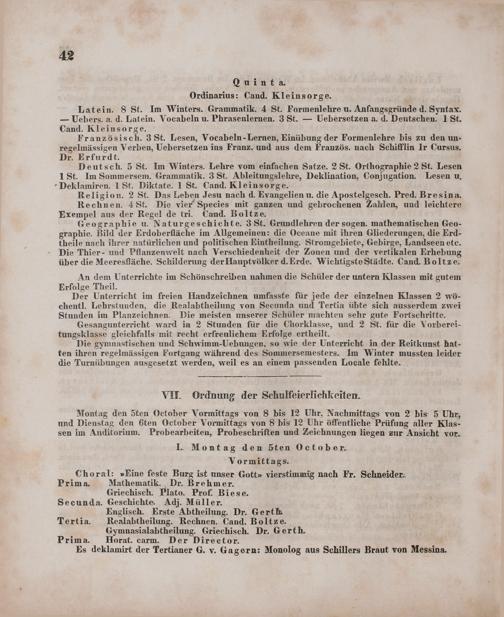 42
Quinta.
Ordinarius: Cand. Kleinsorge.
Latein. 8 St. Im Winters. Grammatik. 4 St. Formenlehre u. Anfangsgründe d. Syntax.
— Uebers. a. d. Latein. Vocabeln u. Phrasenlernen. 3 St. — Uebersetzen a. d. Deutschen. 1 St.
Cand. Kleinsorge.
Französisch. 3 St. Lesen, Vocabeln-Lernen, Einübung der Formenlehre bis zu den un-
regelmässigen Verben, Uebersetzen ins Franz. und aus dem Französ. nach Schifflin 1r Cursus.
Dr. Erfurdt.
Deutsch. 5 St. Im Winters. Lehre vom einfachen Satze. 2 St. Orthographie 2 St. Lesen
1 St. Im Sommersem. Grammatik. 3 St. Ableitungslehre, Deklination, Conjugation. Lesen u.
Deklamiren. 1 St. Diktate. 1 St. Cand. Kleinsorge.
Religion. 2 St. Das Leben Jesu nach d. Evangelien u. die Apostelgesch. Pred. Bresina.
Rechnen. 4 St. Die vier Species mit ganzen und gebrochenen Zahlen, und leichtere
Exempel aus der Regel de tri. Cand. Boltze.
Geographie u. Naturgeschichte. 3 St. Grundlehren der sogen. mathematischen Geo-
graphie. Bild der Erdoberfläche im Allgemeinen: die Oceane mit ihren Gliederungen, die Erd-
theile nach ihrer natürlichen und politischen Eintheilung. Stromgebiete, Gebirge, Landseen etc.
Die Thier- und Pflanzenwelt nach Verschiedenheit der Zonen und der vertikalen Erhebung
über die Meeresfläche. Schilderung der Hauptvölker d. Erde. Wichtigste Städte. Cand. Boltze.
An dem Unterrichte im Schönschreiben nahmen die Schüler der untern Klassen mit gutem
Erfolge Theil.
Der Unterricht im freien Handzeichnen umfasste für jede der einzelnen Klassen 2 wö-
chentl. Lehrstunden, die Realabtheilung von Secunda und Tertia übte sich ausserdem zwei
Stunden im Planzeichnen. Die meisten unserer Schüler machten sehr gute Fortschritte.
Gesangunterricht ward in 2 Stunden für die Chorklasse, und 2 St. für die Vorberei-
tungsklasse gleichfalls mit recht erfreulichem Erfolge ertheilt.
Die gymnastischen und Schwimm-Uebungen, so wie der Unterricht in der Reitkunst hat-
ten ihren regelmässigen Fortgang während des Sommersemesters. Im Winter mussten leider
die Turnübungen ausgesetzt werden, weil es an einem passenden Locale fehlte.
VII. Ordnung der Schulfeierlichkeiten.
Montag den 5ten October Vormittags von 8 bis 12 Uhr, Nachmittags von 2 bis 5 Uhr,
und Dienstag den 6ten October Vormittags von 8 bis 12 Uhr öffentliche Prüfung aller Klas-
sen im Auditorium. Probearbeiten, Probeschriften und Zeichnungen liegen zur Ansicht vor.
I. Montag den 5ten October.
Vormittags.
Choral: »Eine feste Burg ist unser Gott« vierstimmig nach Fr. Schneider.
Prima. Mathematik. Dr. Brehmer.
Griechisch. Plato. Prof. Biese.
Secunda. Geschichte. Adj. Müller.
Englisch. Erste Abtheilung. Dr. Gerth.
Tertia. Realabtheilung. Rechnen. Cand. Boltze.
Gymnasialabtheilung. Griechisch. Dr. Gerth.
Prima. Horat. carm. Der Director.
Es deklamirt der Tertianer G. v. Gagern: Monolog aus Schillers Braut von Messina.